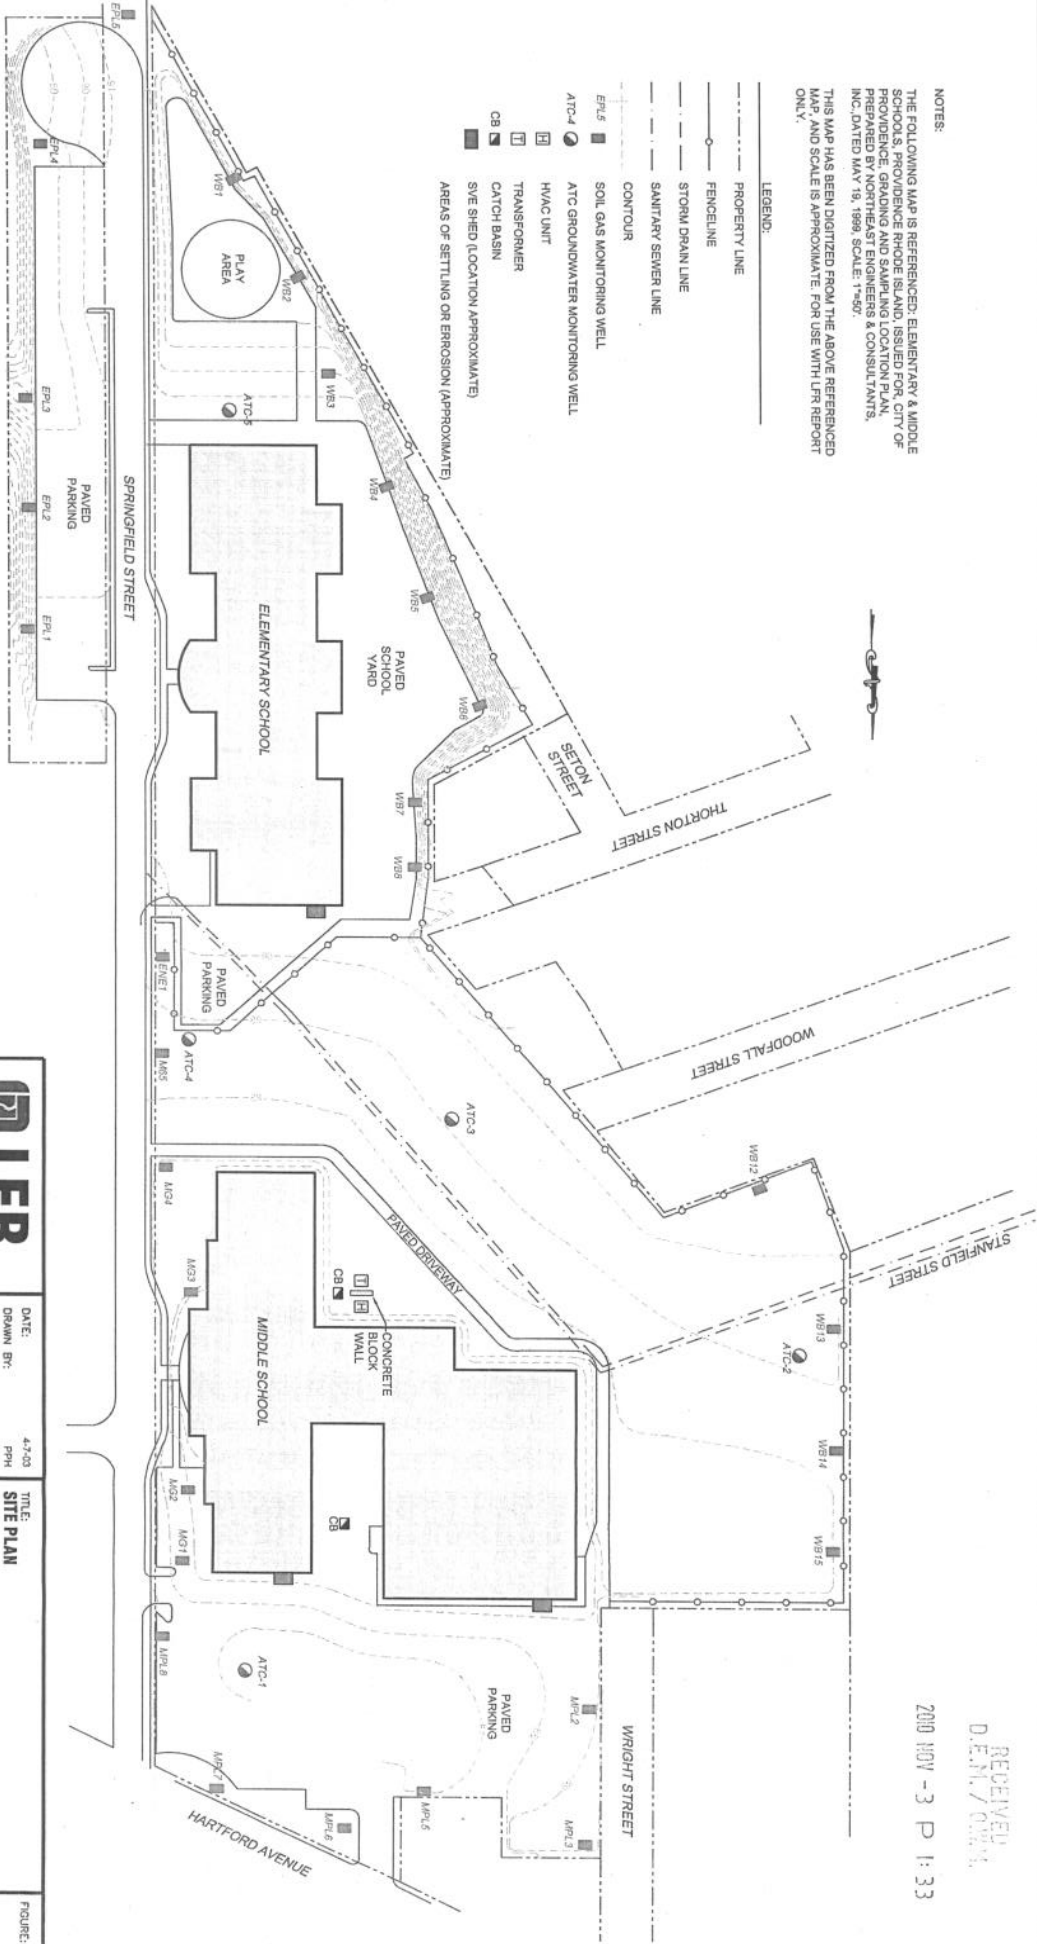 NOTES:
THE FOLLOWING MAP IS REFERENCED: ELEMENTARY & MIDDLE
SCHOOLS, PROVIDENCE RHODE ISLAND, ISSUED FOR, CITY OF
PROVIDENCE, GRADING AND SAMPLING LOCATION PLAN,
PREPARED BY NORTHEAST ENGINEERS & CONSULTANTS,
INC., DATED MAY 19, 1999, SCALE: 1"=50'.
THIS MAP HAS BEEN DIGITIZED FROM THE ABOVE REFERENCED
MAP, AND SCALE IS APPROXIMATE. FOR USE WITH LFR REPORT
ONLY.
LEGEND:
PROPERTY LINE
FENCELINE
STORM DRAIN LINE
SANITARY SEWER LINE
CONTOUR
EPL5 SOIL GAS MONITORING WELL
ATC-4 ATC GROUNDWATER MONITORING WELL
H HVAC UNIT
T TRANSFORMER
CB CATCH BASIN
SVE SHED (LOCATION APPROXIMATE)
AREAS OF SETTLING OR ERROSION (APPROXIMATE)
RECEIVED
D.E.M./
2010 NOV -3 P 1:33
THORTON STREET
SETON
STREET
WOODFALL STREET
STANFIELD STREET
WRIGHT STREET
HARTFORD AVENUE
SPRINGFIELD STREET
PLAY
AREA
PAVED
SCHOOL
YARD
ELEMENTARY SCHOOL
PAVED
PARKING
PAVED
PARKING
PAVED DRIVEWAY
MIDDLE SCHOOL
CONCRETE
BLOCK
WALL
T
H
CB
CB
PAVED
PARKING
WB1
WB2
WB3
WB4
WB5
WB6
WB7
WB8
WB12
WB13
WB14
WB15
ATC-5
ATC-4
ATC-3
ATC-2
ATC-1
EPL5
EPL4
EPL3
EPL2
EPL1
ENE1
MG4
MG3
MG2
MG1
MPL8
MPL7
MPL6
MPL5
MPL3
MPL2
DATE: 4-7-03
DRAWN BY: PPH
TITLE:
SITE PLAN
FIGURE: